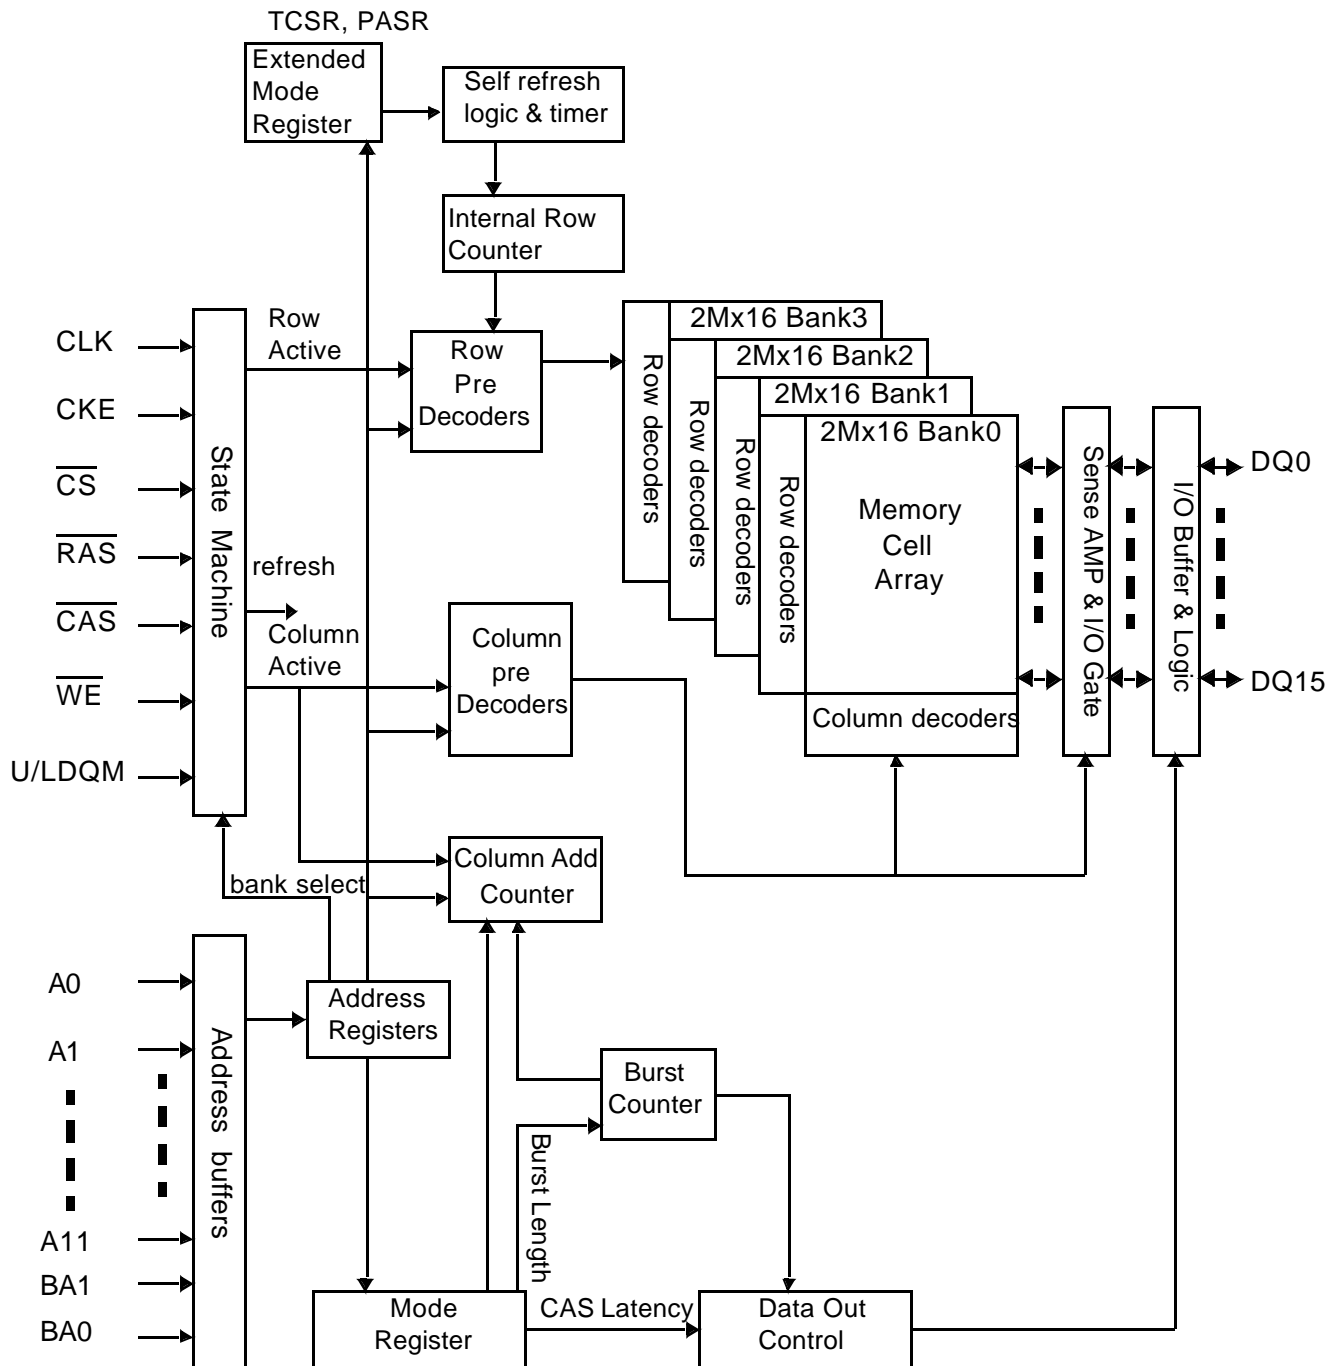 TCSR, PASR
Extended
Mode
Register
Self refresh
logic & timer
Internal Row
Counter
Row
Active
Row
Pre
Decoders
2Mx16 Bank3
2Mx16 Bank2
2Mx16 Bank1
2Mx16 Bank0
Row decoders
Row decoders
Row decoders
Row decoders
Memory
Cell
Array
Column decoders
Sense AMP & I/O Gate
I/O Buffer & Logic
DQ0
DQ15
CLK
CKE
CS
RAS
CAS
WE
U/LDQM
State Machine
refresh
Column
Active
Column
pre
Decoders
Column Add
Counter
bank select
A0
A1
A11
BA1
BA0
Address buffers
Address
Registers
Burst
Counter
Burst Length
Mode
Register
CAS Latency
Data Out
Control